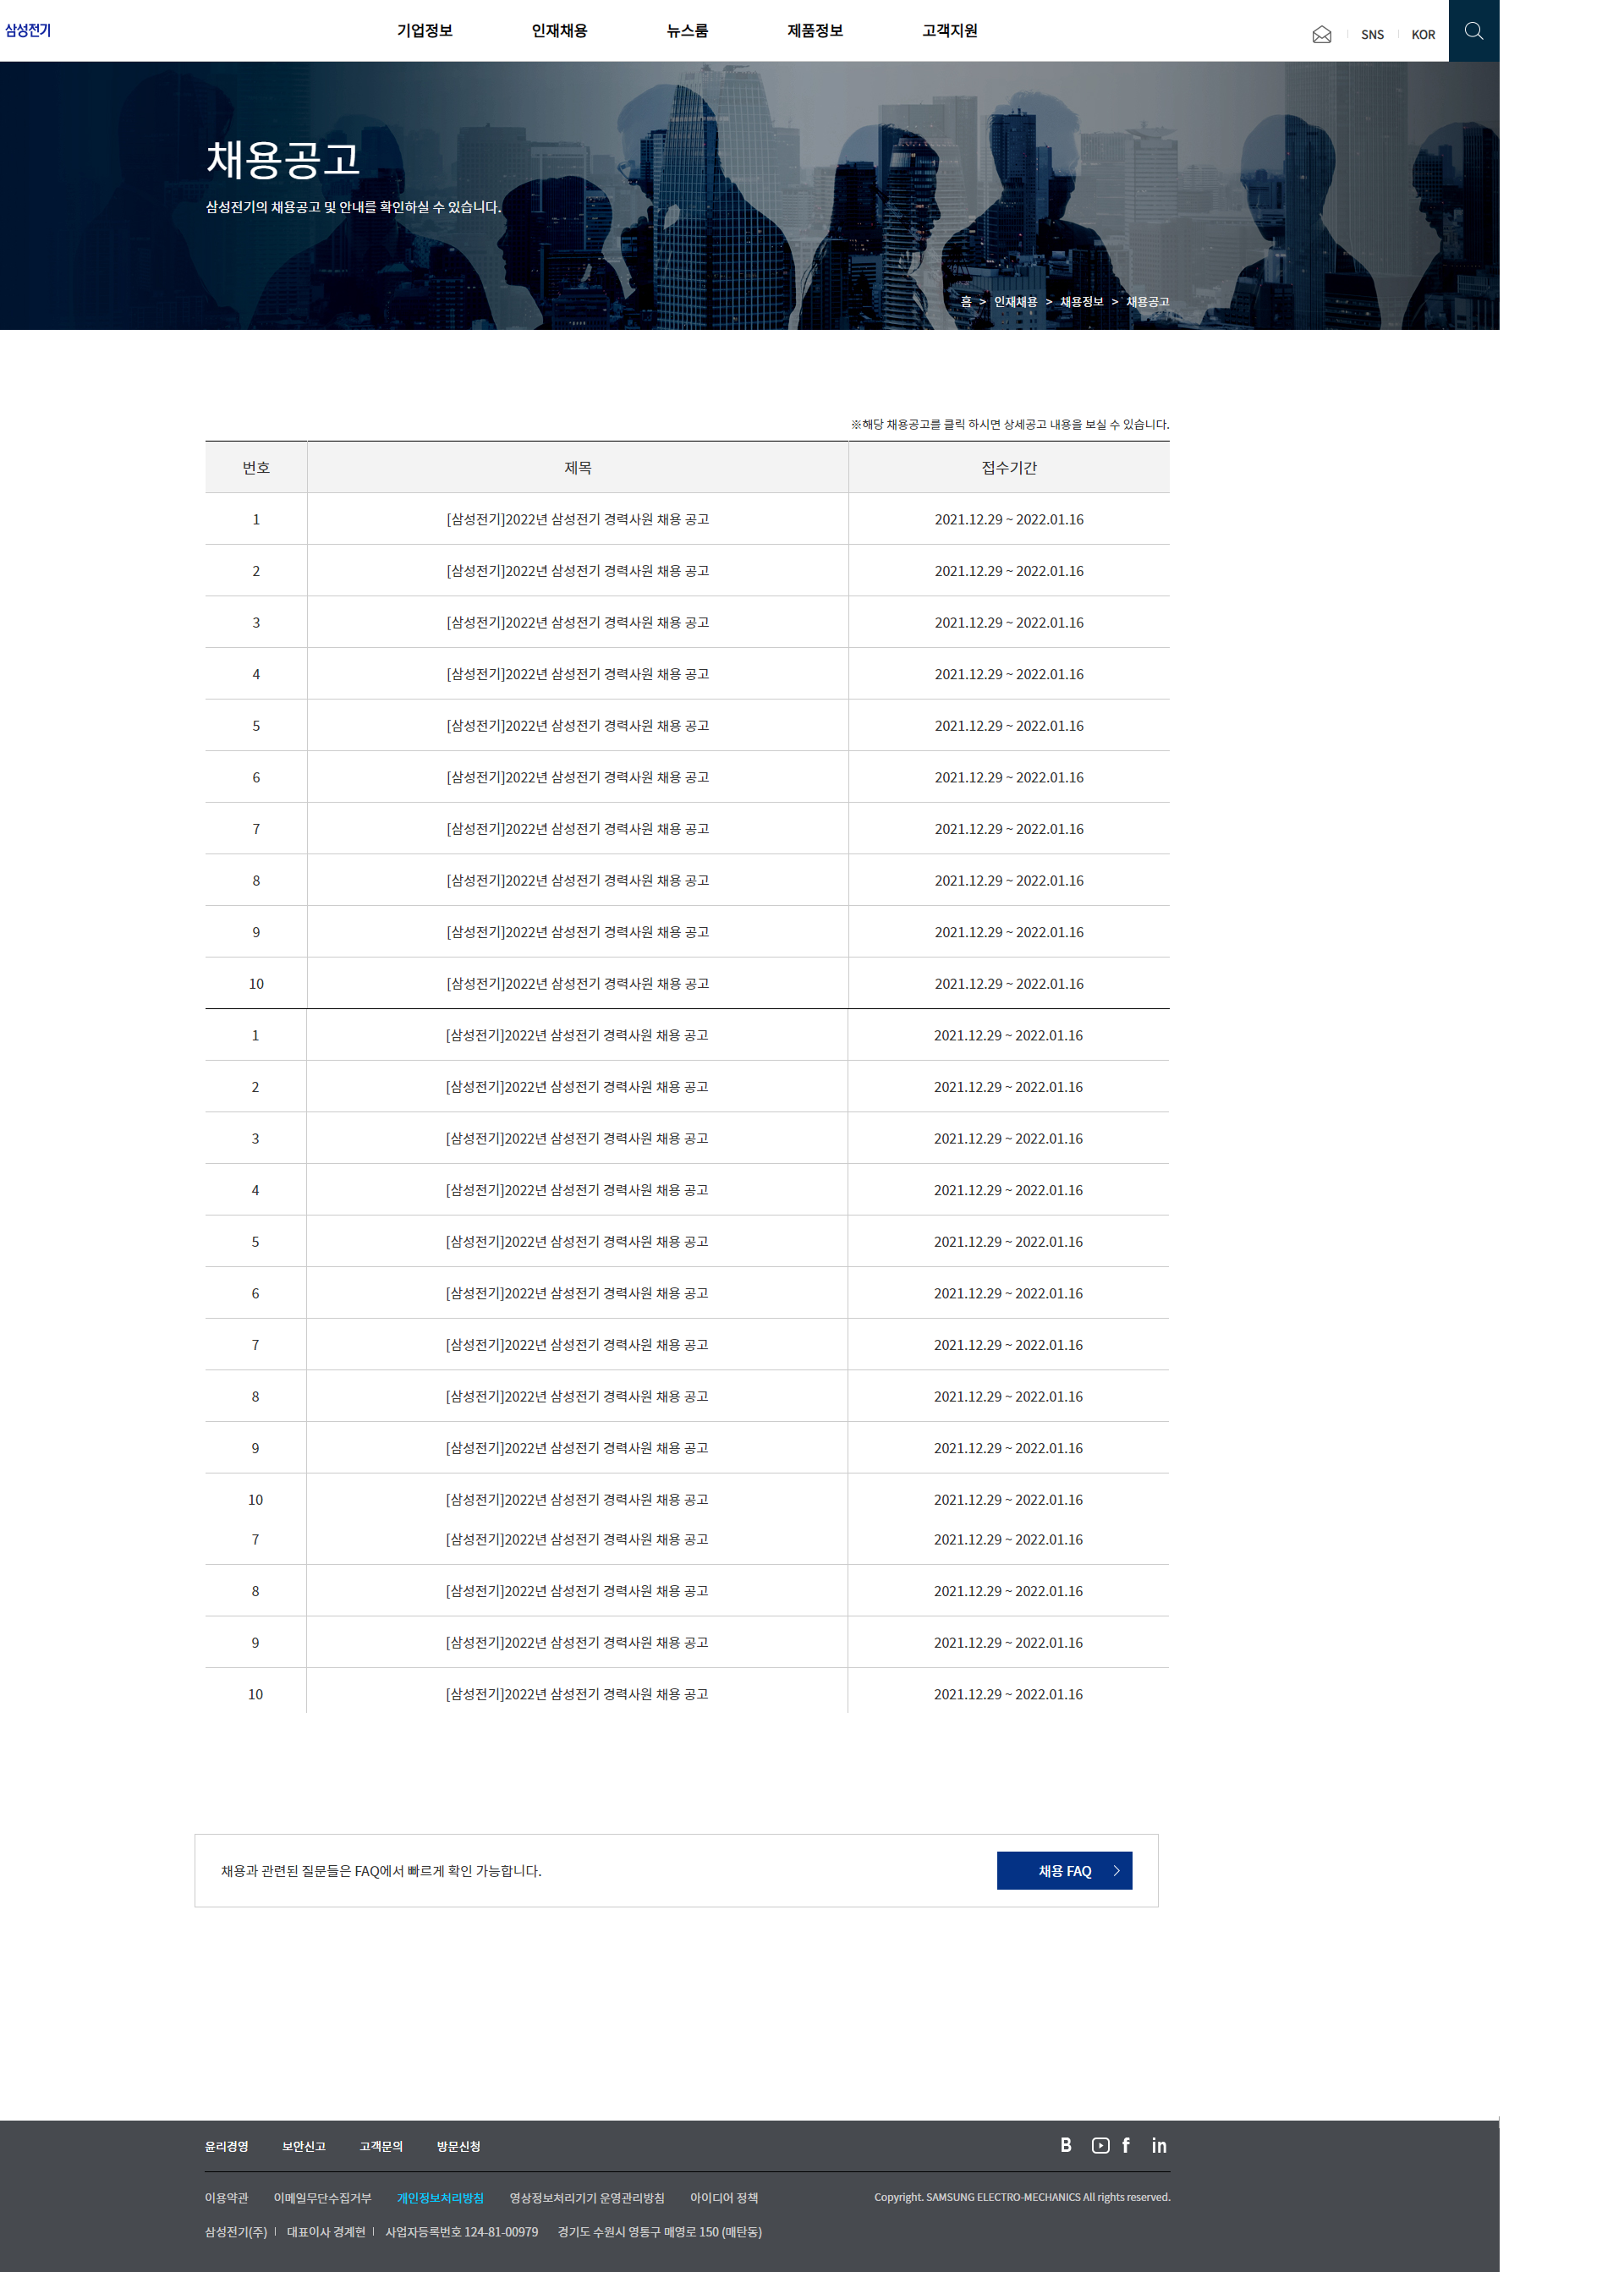 삼성전기
기업정보 인재채용 뉴스룸 제품정보 고객지원
SNS KOR
채용공고
삼성전기의 채용공고 및 안내를 확인하실 수 있습니다.
홈 > 인재채용 > 채용정보 > 채용공고
※해당 채용공고를 클릭 하시면 상세공고 내용을 보실 수 있습니다.
번호 제목 접수기간
1 [삼성전기]2022년 삼성전기 경력사원 채용 공고 2021.12.29 ~ 2022.01.16
2 [삼성전기]2022년 삼성전기 경력사원 채용 공고 2021.12.29 ~ 2022.01.16
3 [삼성전기]2022년 삼성전기 경력사원 채용 공고 2021.12.29 ~ 2022.01.16
4 [삼성전기]2022년 삼성전기 경력사원 채용 공고 2021.12.29 ~ 2022.01.16
5 [삼성전기]2022년 삼성전기 경력사원 채용 공고 2021.12.29 ~ 2022.01.16
6 [삼성전기]2022년 삼성전기 경력사원 채용 공고 2021.12.29 ~ 2022.01.16
7 [삼성전기]2022년 삼성전기 경력사원 채용 공고 2021.12.29 ~ 2022.01.16
8 [삼성전기]2022년 삼성전기 경력사원 채용 공고 2021.12.29 ~ 2022.01.16
9 [삼성전기]2022년 삼성전기 경력사원 채용 공고 2021.12.29 ~ 2022.01.16
10 [삼성전기]2022년 삼성전기 경력사원 채용 공고 2021.12.29 ~ 2022.01.16
1 [삼성전기]2022년 삼성전기 경력사원 채용 공고 2021.12.29 ~ 2022.01.16
2 [삼성전기]2022년 삼성전기 경력사원 채용 공고 2021.12.29 ~ 2022.01.16
3 [삼성전기]2022년 삼성전기 경력사원 채용 공고 2021.12.29 ~ 2022.01.16
4 [삼성전기]2022년 삼성전기 경력사원 채용 공고 2021.12.29 ~ 2022.01.16
5 [삼성전기]2022년 삼성전기 경력사원 채용 공고 2021.12.29 ~ 2022.01.16
6 [삼성전기]2022년 삼성전기 경력사원 채용 공고 2021.12.29 ~ 2022.01.16
7 [삼성전기]2022년 삼성전기 경력사원 채용 공고 2021.12.29 ~ 2022.01.16
8 [삼성전기]2022년 삼성전기 경력사원 채용 공고 2021.12.29 ~ 2022.01.16
9 [삼성전기]2022년 삼성전기 경력사원 채용 공고 2021.12.29 ~ 2022.01.16
10 [삼성전기]2022년 삼성전기 경력사원 채용 공고 2021.12.29 ~ 2022.01.16
7 [삼성전기]2022년 삼성전기 경력사원 채용 공고 2021.12.29 ~ 2022.01.16
8 [삼성전기]2022년 삼성전기 경력사원 채용 공고 2021.12.29 ~ 2022.01.16
9 [삼성전기]2022년 삼성전기 경력사원 채용 공고 2021.12.29 ~ 2022.01.16
10 [삼성전기]2022년 삼성전기 경력사원 채용 공고 2021.12.29 ~ 2022.01.16
채용과 관련된 질문들은 FAQ에서 빠르게 확인 가능합니다. 채용 FAQ
윤리경영 보안신고 고객문의 방문신청 B f in
이용약관 이메일무단수집거부 개인정보처리방침 영상정보처리기기 운영관리방침 아이디어 정책 Copyright. SAMSUNG ELECTRO-MECHANICS All rights reserved.
삼성전기(주) 대표이사 경계현 사업자등록번호 124-81-00979 경기도 수원시 영통구 매영로 150 (매탄동)